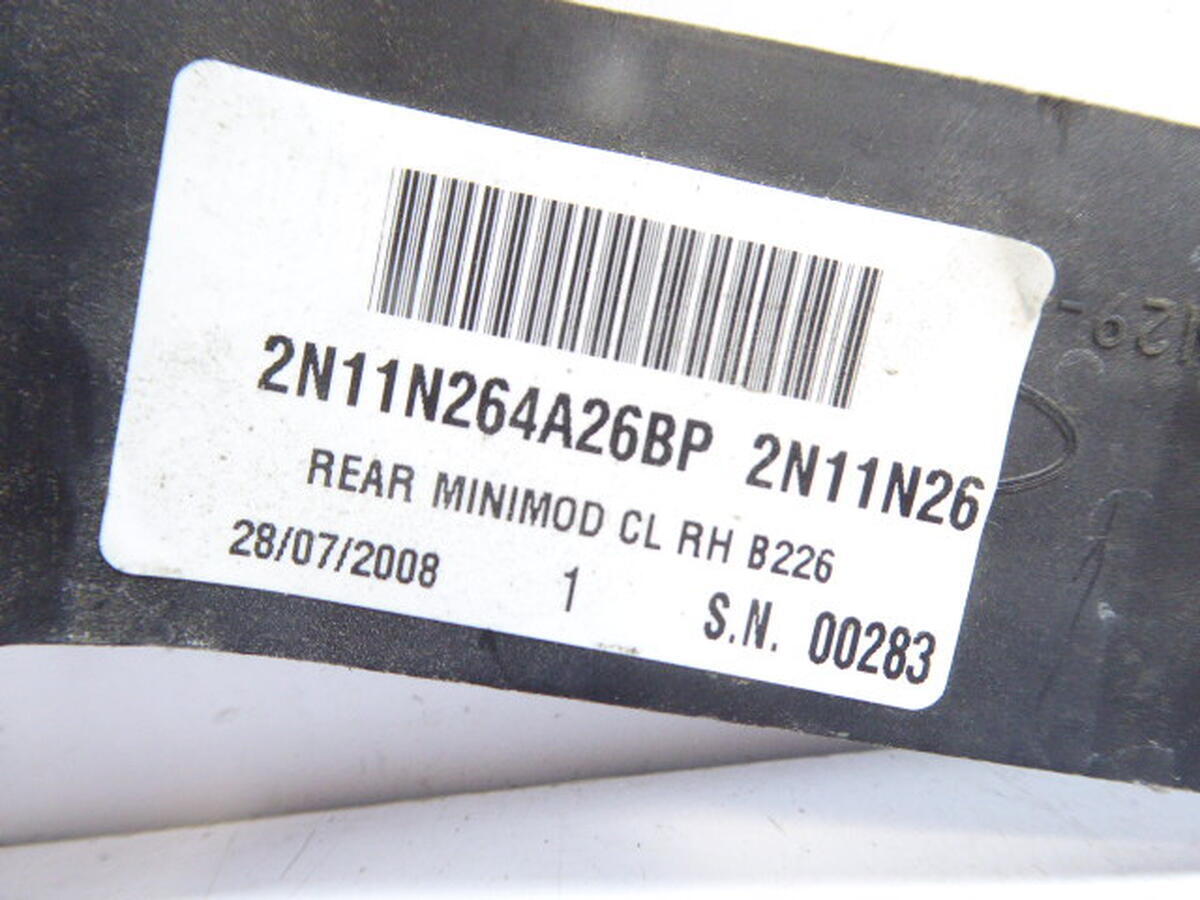 2N11N264A26BP 2N11N26
REAR MINIMOD CL RH B226
28/07/2008 1 S.N. 00283